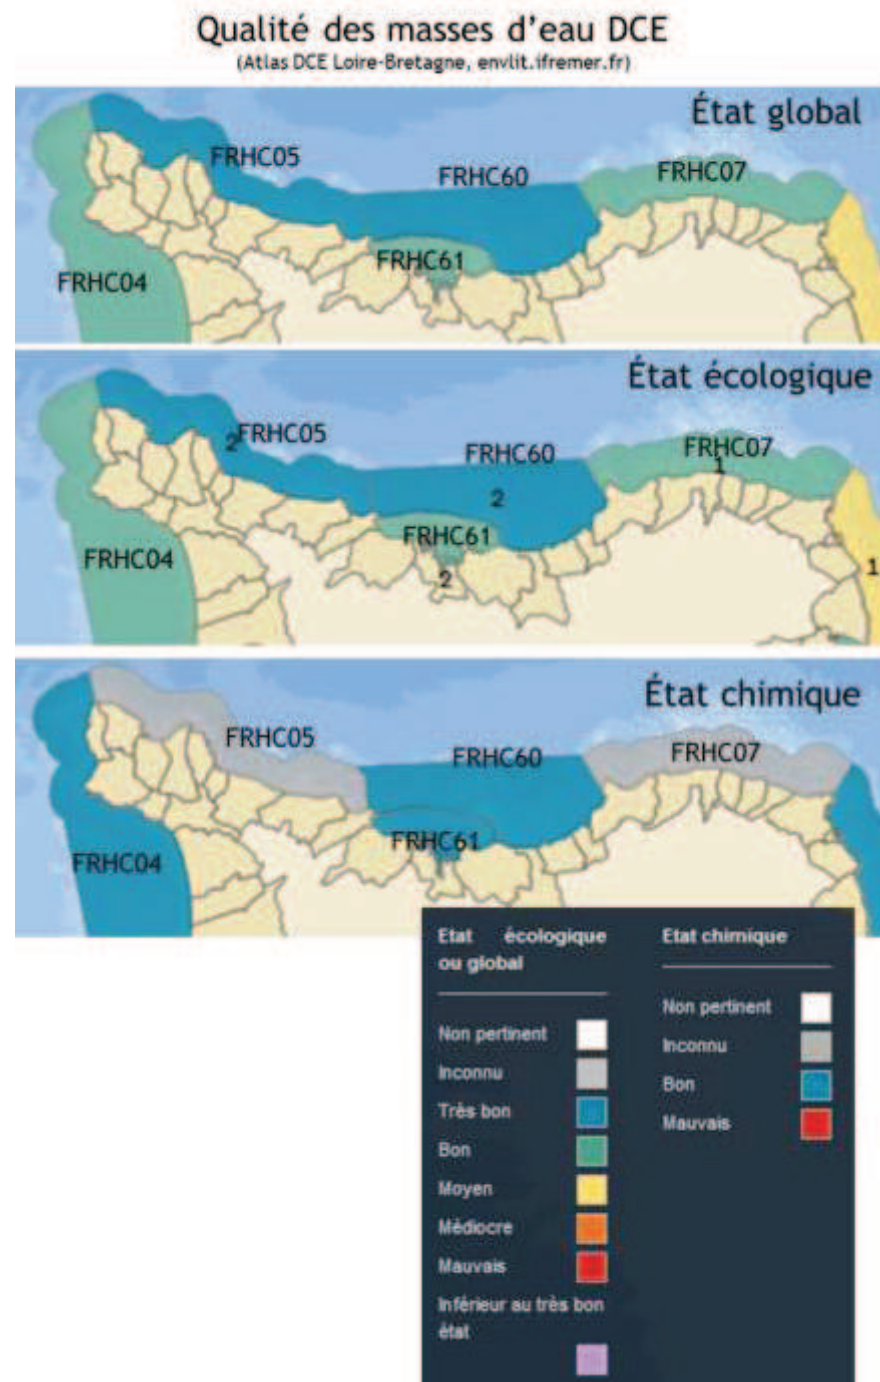 Qualité des masses d'eau DCE
(Atlas DCE Loire-Bretagne, envlit.ifremer.fr)
État global
FRHC05
FRHC60
FRHC07
FRHC61
FRHC04
État écologique
2
FRHC05
FRHC60
FRHC07
1
2
FRHC61
FRHC04
2
1
État chimique
FRHC05
FRHC60
FRHC07
FRHC61
FRHC04
Etat écologique
ou global
Non pertinent
Inconnu
Très bon
Bon
Moyen
Médiocre
Mauvais
Inférieur au très bon
état
Etat chimique
Non pertinent
Inconnu
Bon
Mauvais